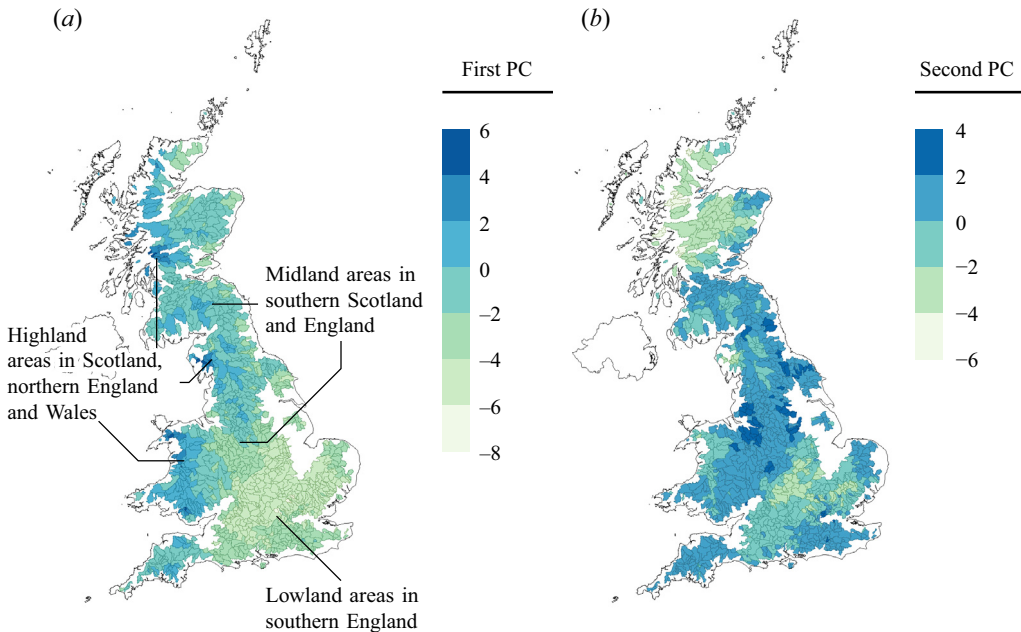 (a)
First PC
6
4
2
0
−2
−4
−6
−8
Midland areas in
southern Scotland
and England
Highland
areas in Scotland,
northern England
and Wales
Lowland areas in
southern England
(b)
Second PC
4
2
0
−2
−4
−6